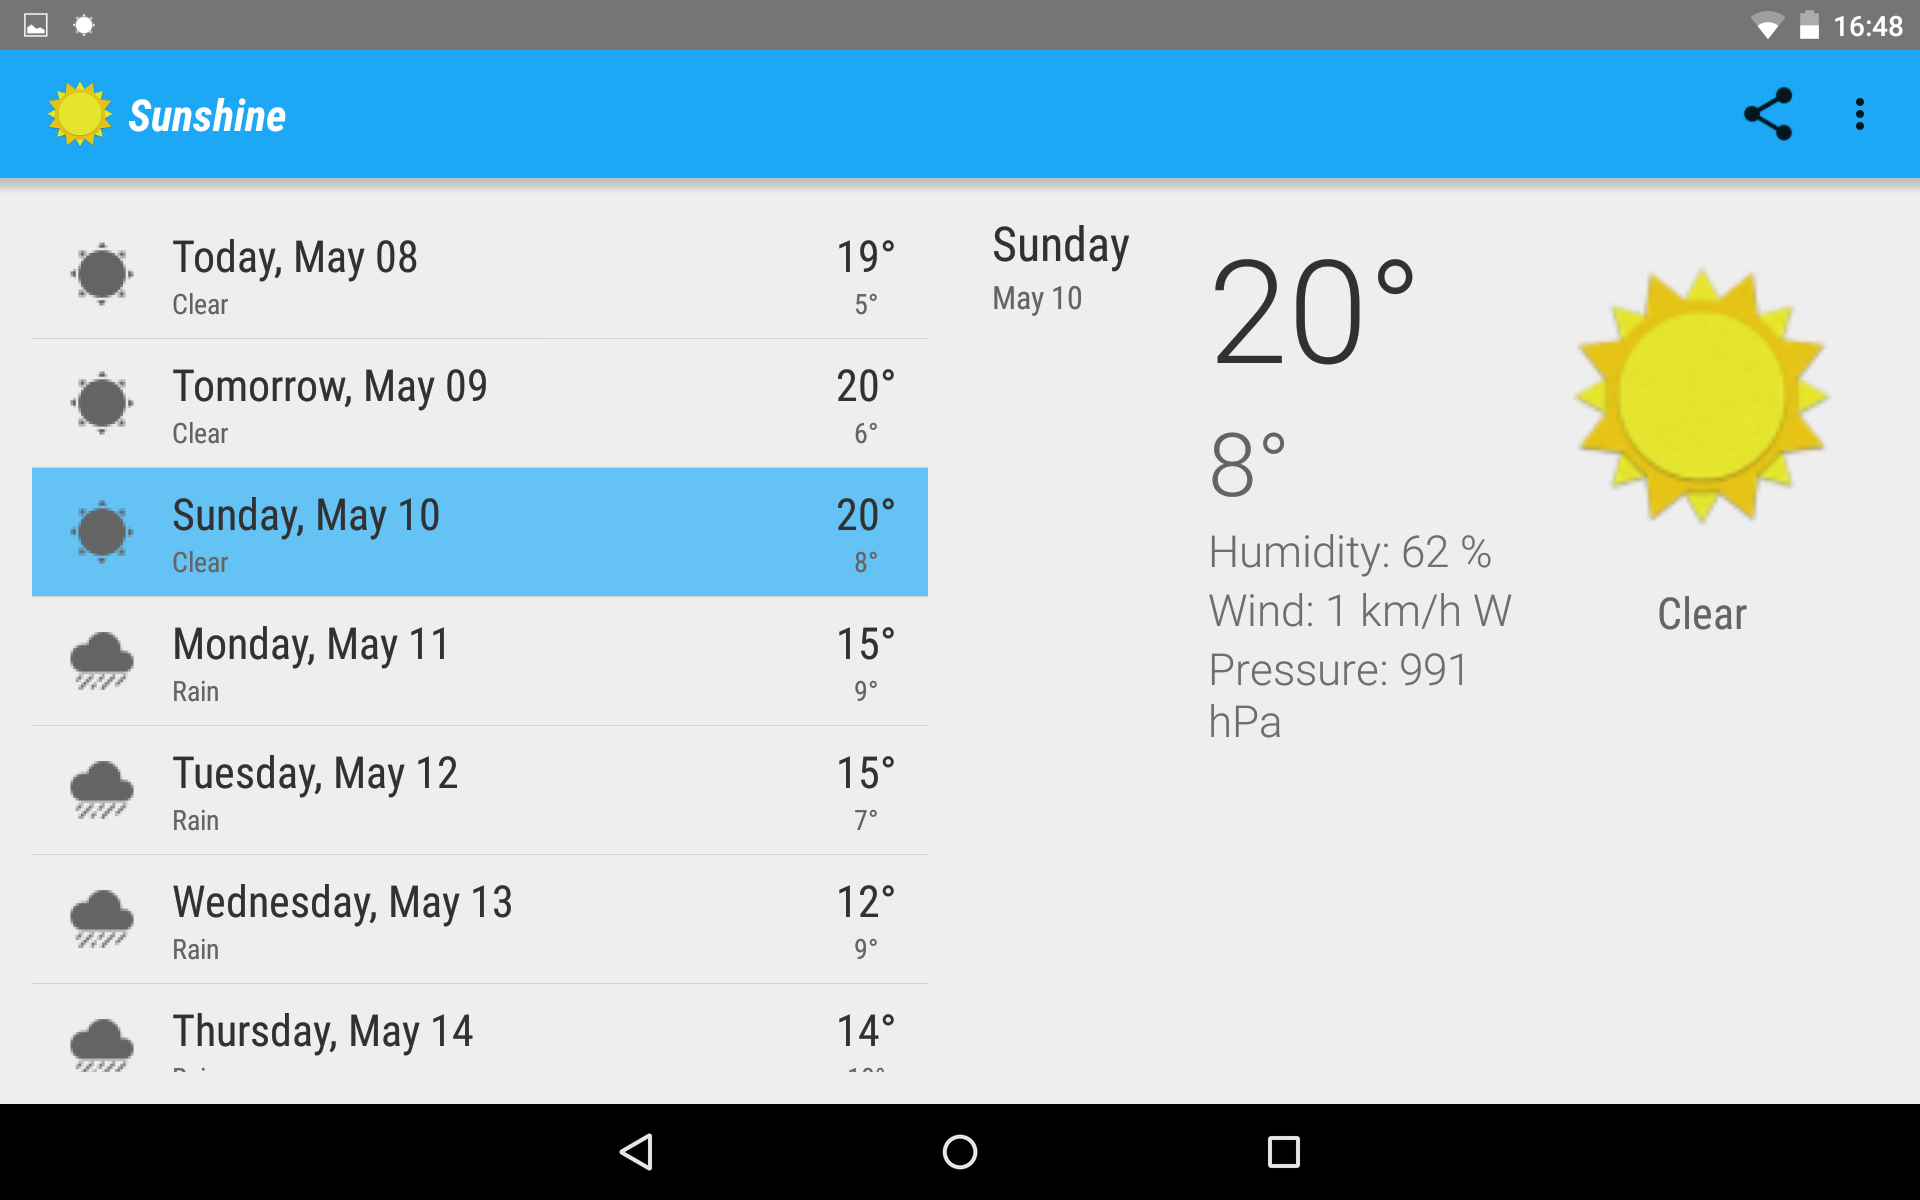 16:48
Sunshine
Today, May 08
19°
Clear
5°
Tomorrow, May 09
20°
Clear
6°
Sunday, May 10
20°
Clear
8°
Monday, May 11
15°
Rain
9°
Tuesday, May 12
15°
Rain
7°
Wednesday, May 13
12°
Rain
9°
Thursday, May 14
14°
Sunday
May 10
20°
8°
Humidity: 62 %
Wind: 1 km/h W
Pressure: 991
hPa
Clear